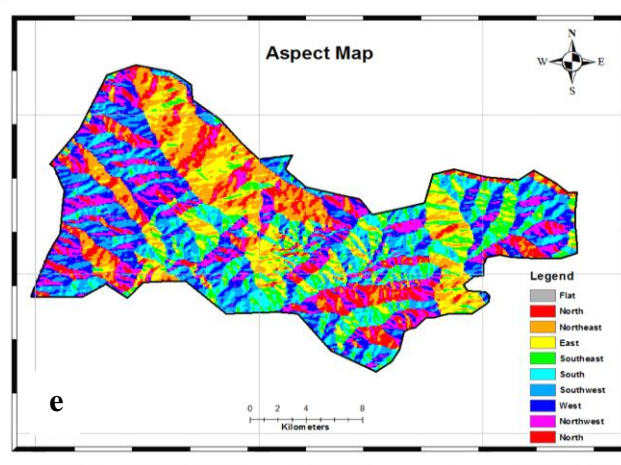 Aspect Map
N
W E
S
Legend
Flat
North
Northeast
East
Southeast
South
Southwest
West
Northwest
North
e
0 2 4 8
Kilometers